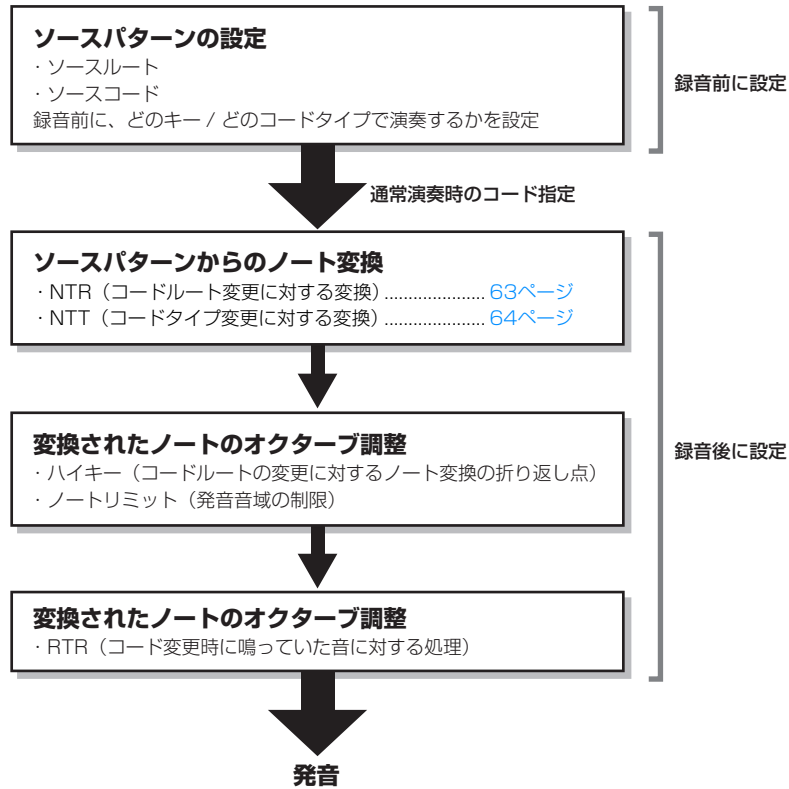 ソースパターンの設定
・ソースルート
・ソースコード
録音前に、どのキー / どのコードタイプで演奏するかを設定
録音前に設定
通常演奏時のコード指定
ソースパターンからのノート変換
・NTR（コードルート変更に対する変換）..................... 63ページ
・NTT（コードタイプ変更に対する変換）..................... 64ページ
変換されたノートのオクターブ調整
・ハイキー（コードルートの変更に対するノート変換の折り返し点）
・ノートリミット（発音音域の制限）
録音後に設定
変換されたノートのオクターブ調整
・RTR（コード変更時に鳴っていた音に対する処理）
発音